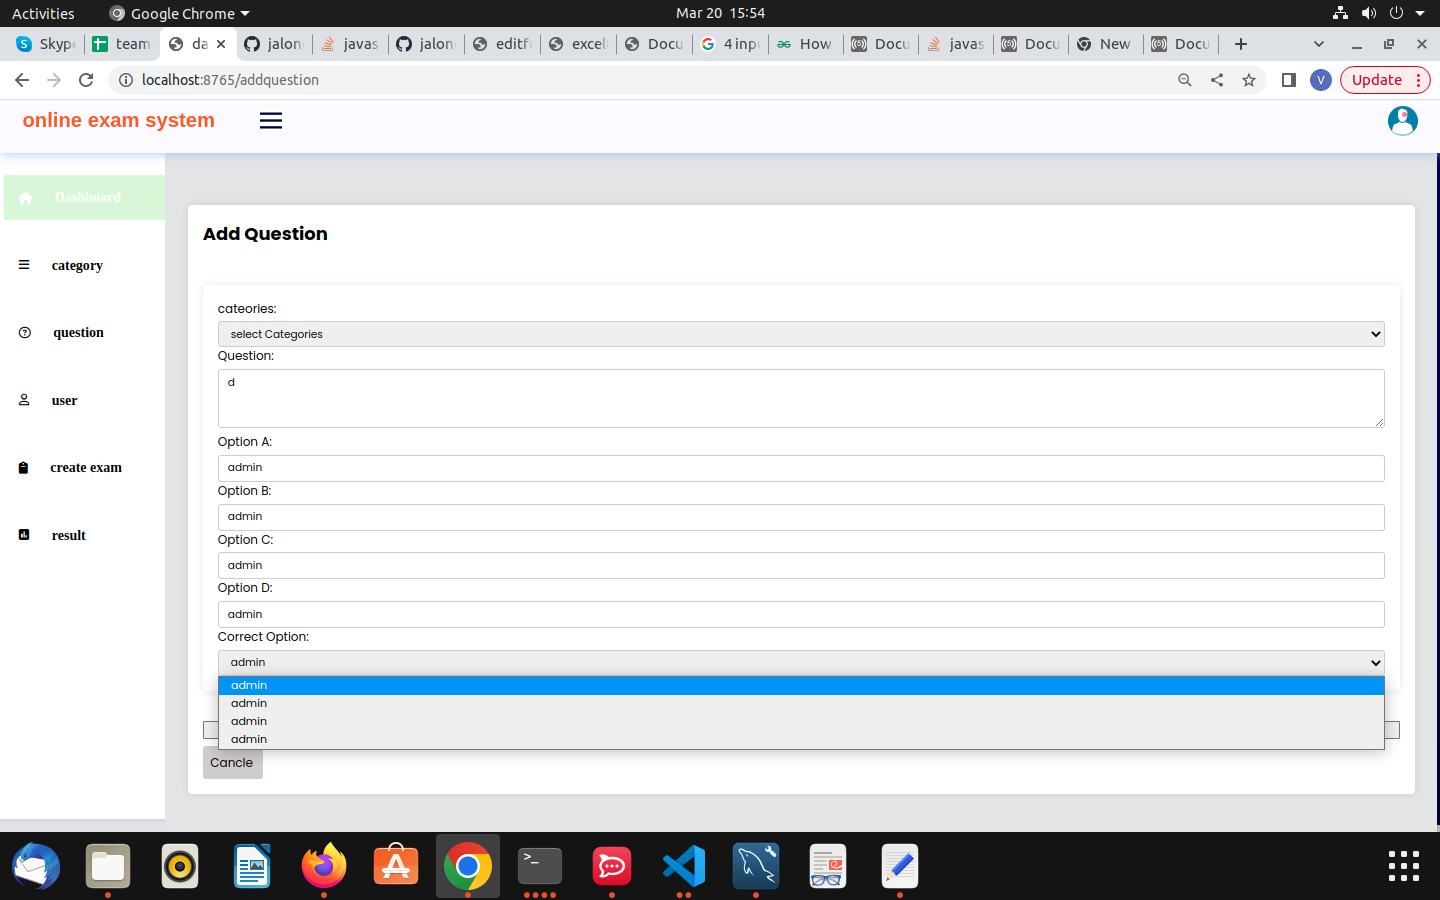 Activities
Google Chrome
Mar 20 15:54
Skype
team
da
jalon
javas
jalon
editf
excel
Docu
4 inp
How
Docu
javas
Docu
New
Docu
localhost:8765/addquestion
V
Update
online exam system
Dashboard
category
question
user
create exam
result
Add Question
cateories:
select Categories
Question:
d
Option A:
admin
Option B:
admin
Option C:
admin
Option D:
admin
Correct Option:
admin
admin
admin
admin
admin
Cancle